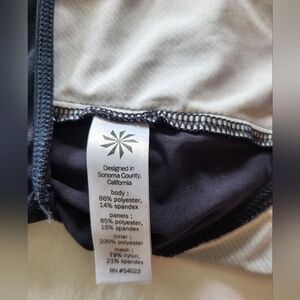 Designed in
Sonoma County,
California
body :
86% polyester,
14% spandex
panels :
85% polyester,
15% spandex
inner :
100% polyester
mesh :
79% nylon,
21% spandex
RN #54023